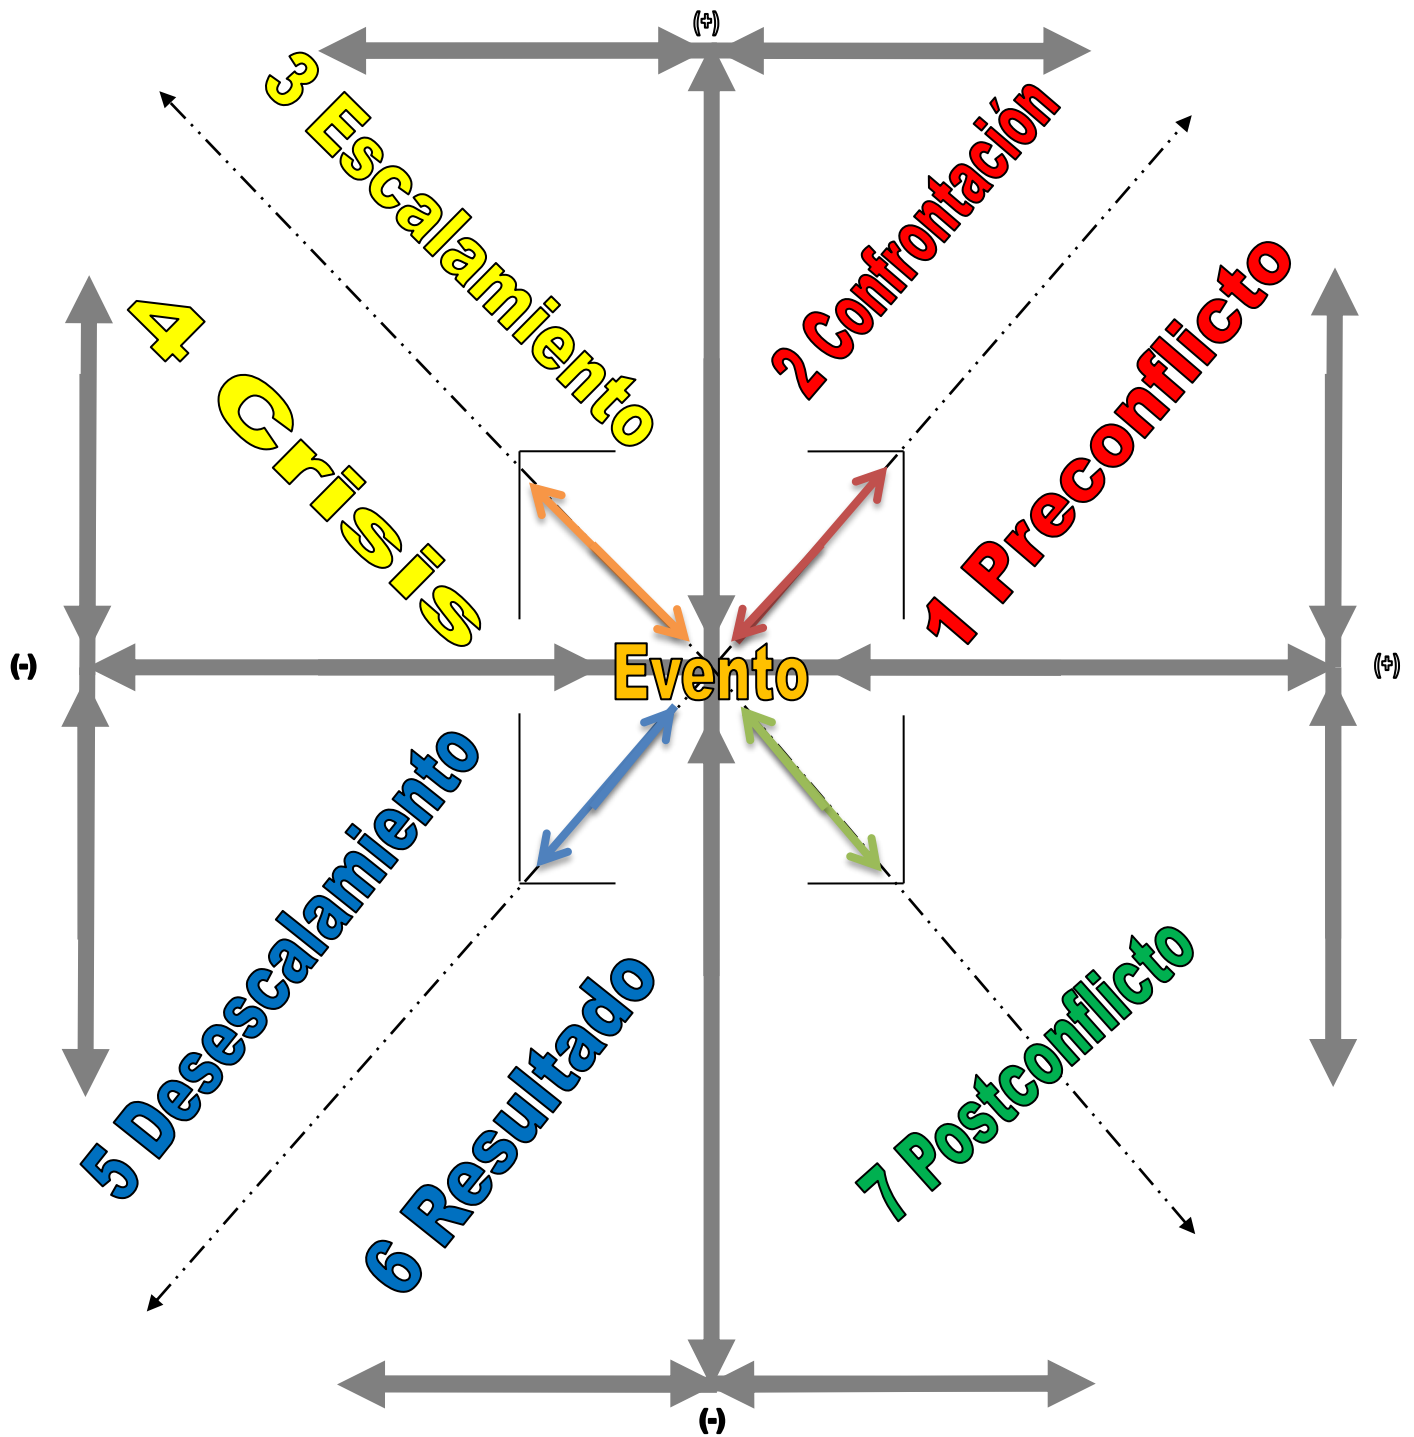 (+)
3 Escalamiento
2 Confrontación
1 Preconflicto
4 Crisis
(-)
Evento
(+)
5 Desescalamiento
6 Resultado
7 Postconflicto
(-)